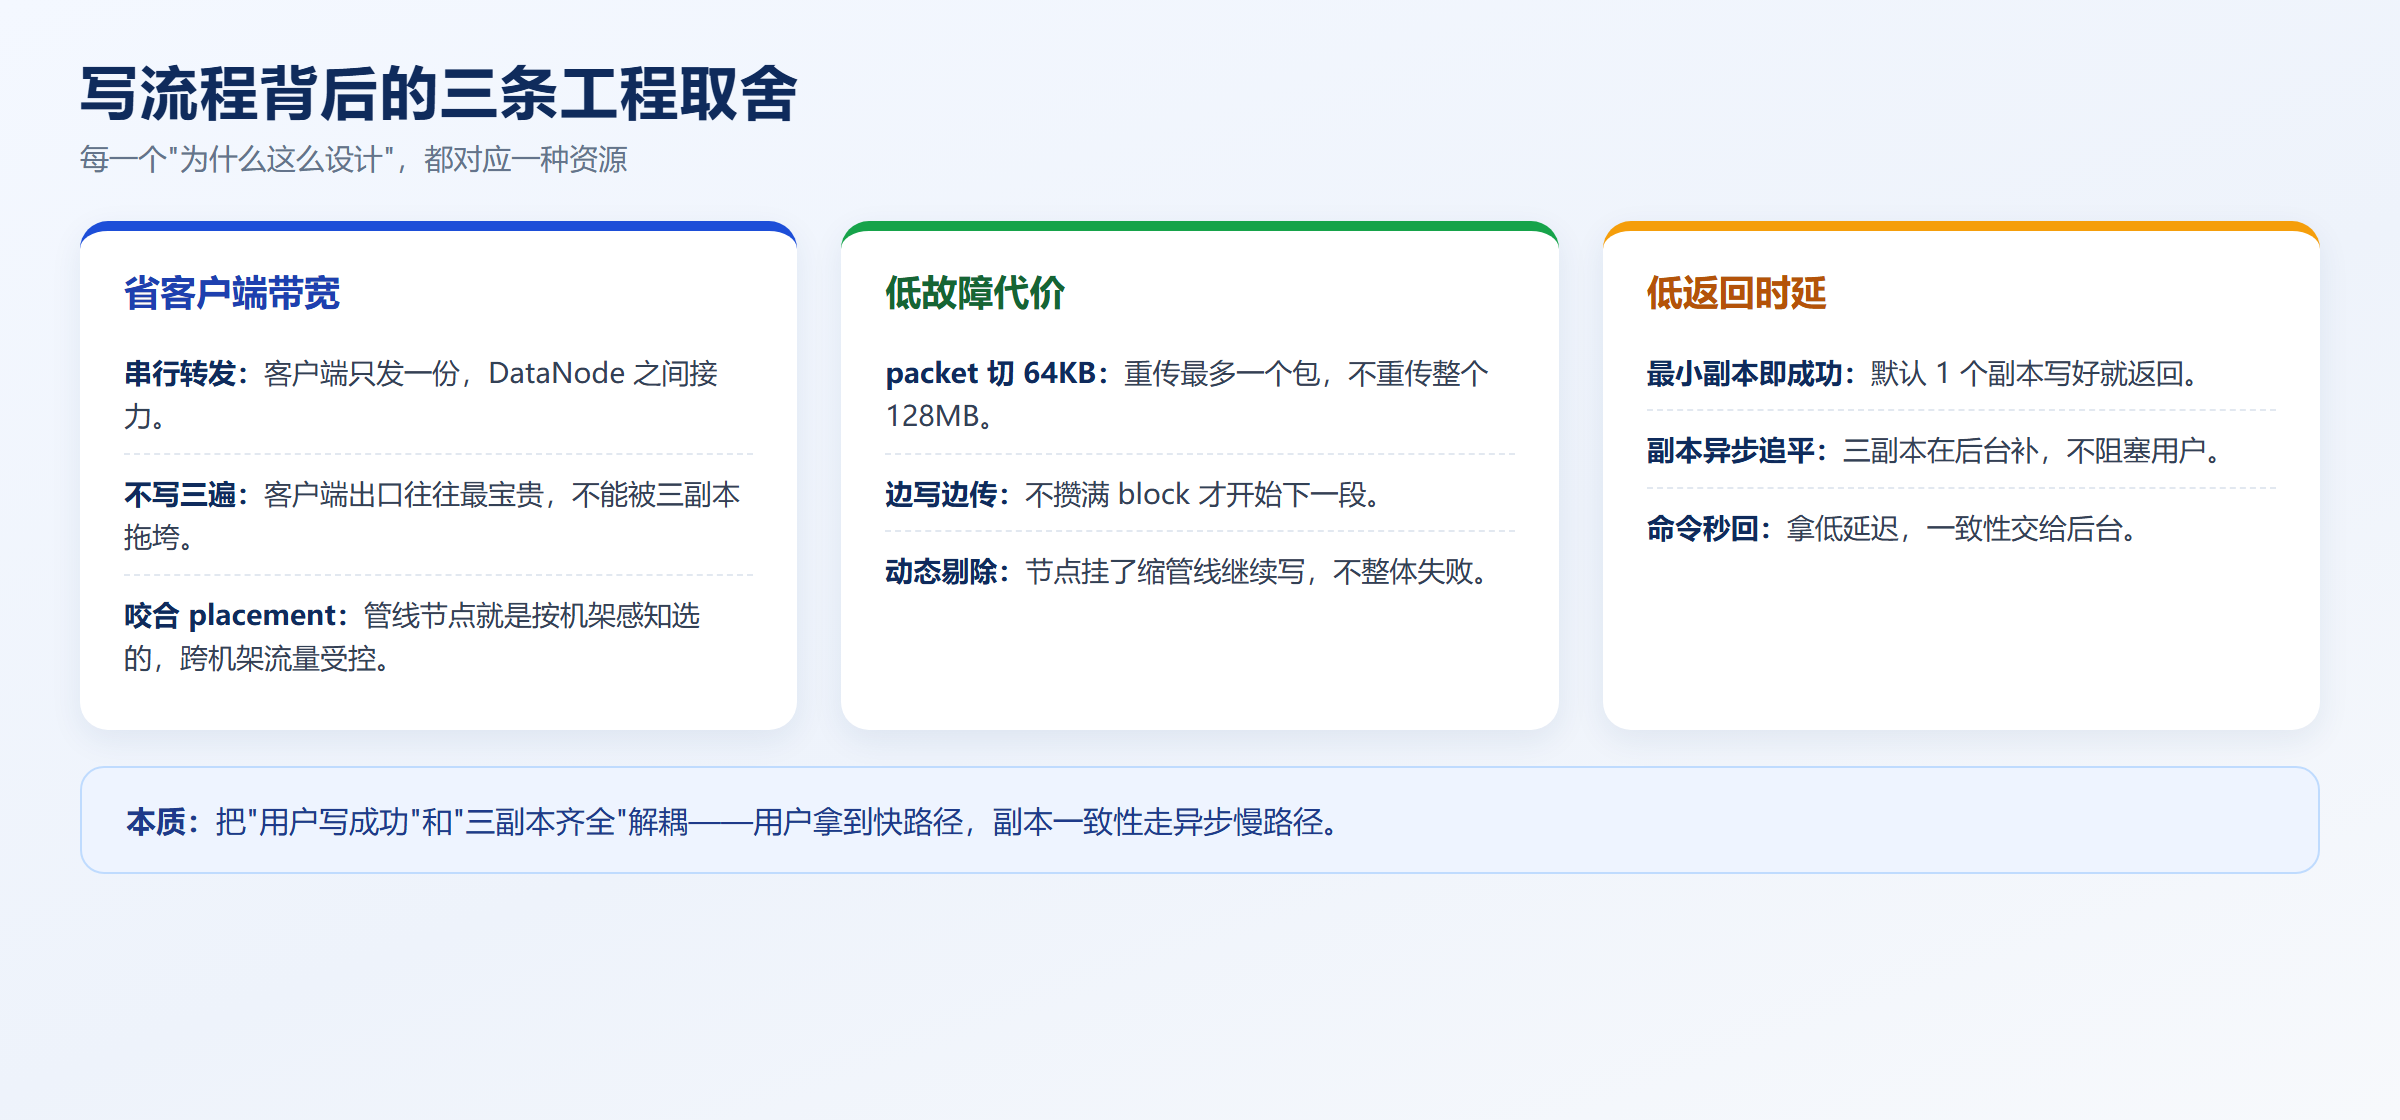 写流程背后的三条工程取舍
每一个"为什么这么设计"，都对应一种资源
省客户端带宽
串行转发：客户端只发一份，DataNode 之间接
力。
不写三遍：客户端出口往往最宝贵，不能被三副本
拖垮。
咬合 placement：管线节点就是按机架感知选
的，跨机架流量受控。
低故障代价
packet 切 64KB：重传最多一个包，不重传整个
128MB。
边写边传：不攒满 block 才开始下一段。
动态剔除：节点挂了缩管线继续写，不整体失败。
低返回时延
最小副本即成功：默认 1 个副本写好就返回。
副本异步追平：三副本在后台补，不阻塞用户。
命令秒回：拿低延迟，一致性交给后台。
本质：把"用户写成功"和"三副本齐全"解耦——用户拿到快路径，副本一致性走异步慢路径。